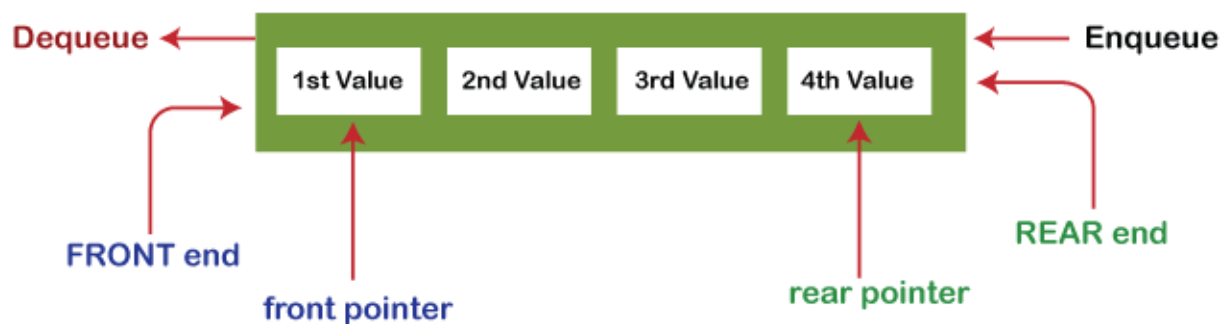 Dequeue
Enqueue
1st Value
2nd Value
3rd Value
4th Value
FRONT end
REAR end
front pointer
rear pointer